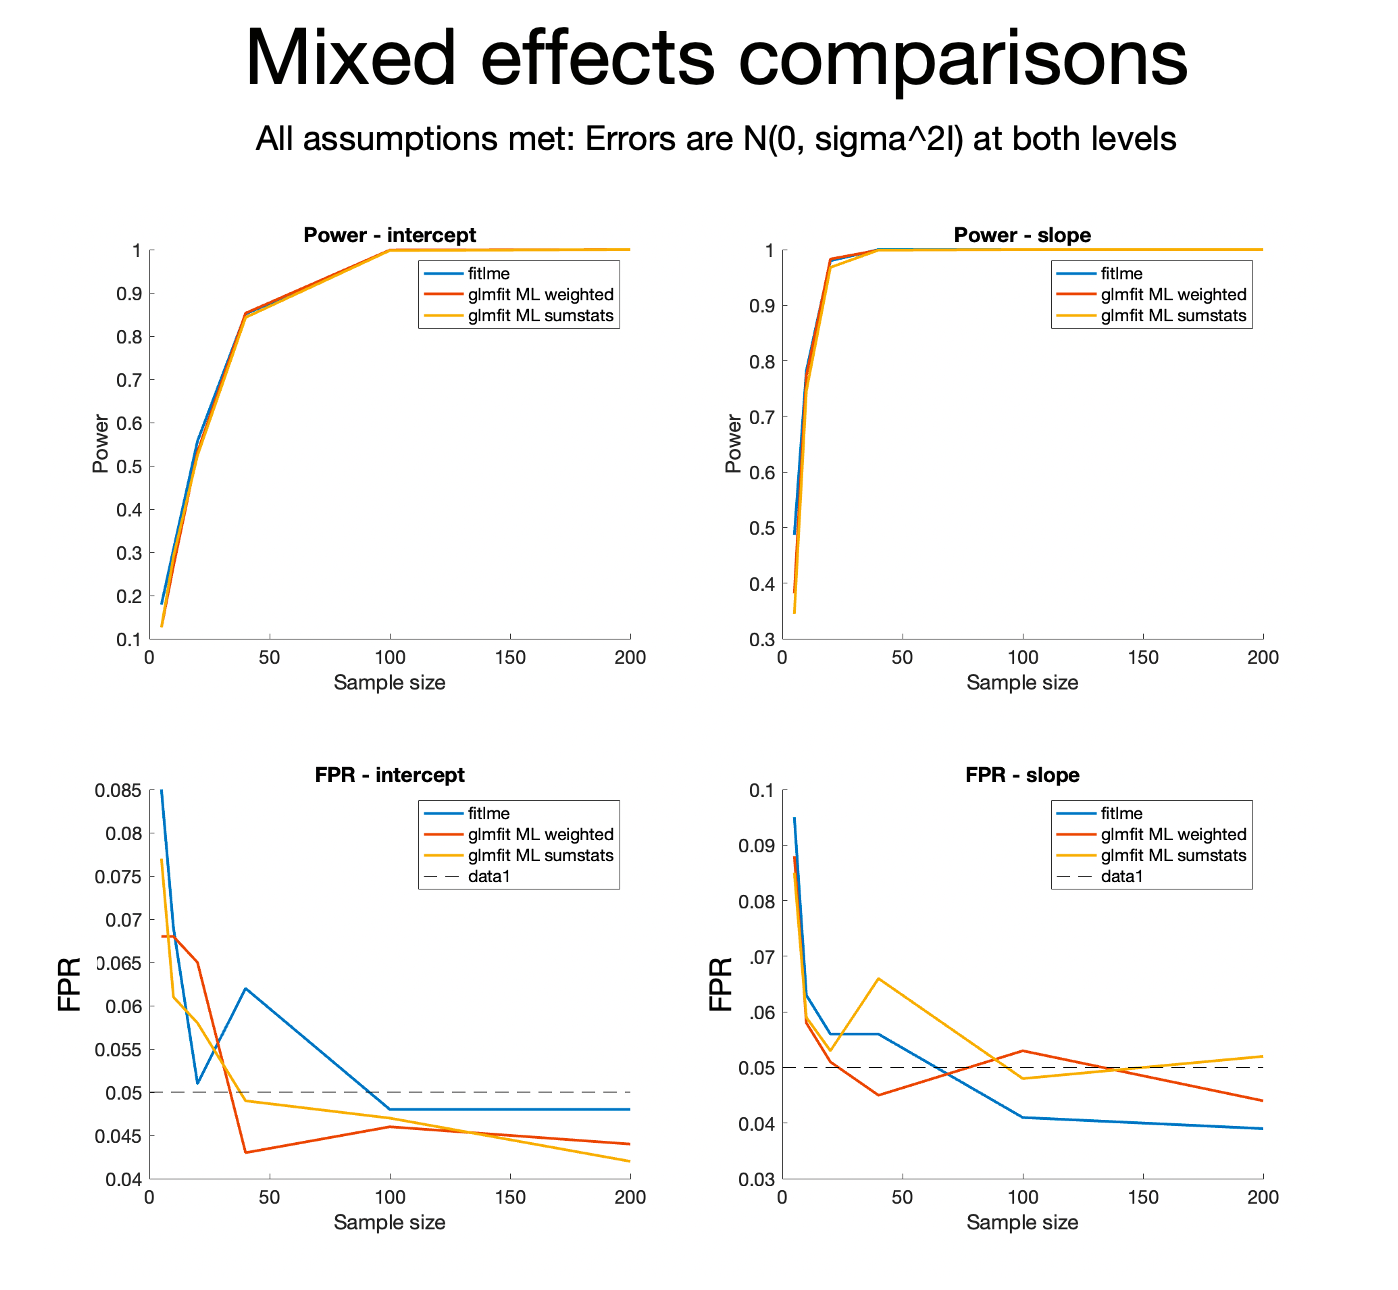 Mixed effects comparisons
All assumptions met: Errors are N(0, sigma^2I) at both levels
Power - intercept
1
0.9
0.8
0.7
0.6
0.5
0.4
0.3
0.2
0.1
Power
fitlme
glmfit ML weighted
glmfit ML sumstats
0 50 100 150 200
Sample size
Power - slope
1
0.9
0.8
0.7
0.6
0.5
0.4
0.3
Power
fitlme
glmfit ML weighted
glmfit ML sumstats
0 50 100 150 200
Sample size
FPR - intercept
0.085
0.08
0.075
0.07
0.065
0.06
0.055
0.05
0.045
0.04
FPR
fitlme
glmfit ML weighted
glmfit ML sumstats
data1
0 50 100 150 200
Sample size
FPR - slope
0.1
0.09
0.08
.07
.06
0.05
0.04
0.03
FPR
fitlme
glmfit ML weighted
glmfit ML sumstats
data1
0 50 100 150 200
Sample size